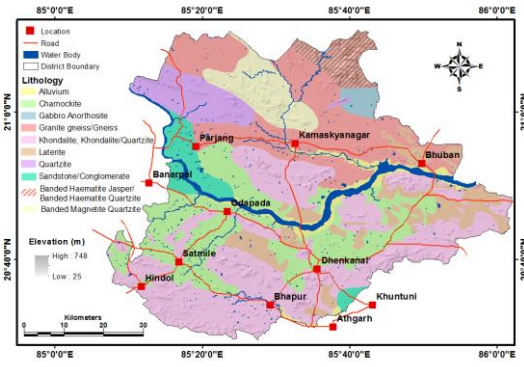 85°0'0"E 85°20'0"E 85°40'0"E 86°0'0"E
Location
Road
Water Body
District Boundary
Lithology
Alluvium
Charnockite
Gabbro Anorthosite
Granite gneiss/Gneiss
Khondalite, Khondalite/Quartzite
Laterite
Quartzite
Sandstone/Conglomerate
Banded Haematite Jasper/
Banded Haematite Quartzite
Banded Magnetite Quartzite
Elevation (m)
High : 748
Low : 25
Kilometers
0 5 10 20 30
N
W E
S
21°0'0"N
20°40'0"N
Parjang
Kamaskyanagar
Bhuban
Banarpal
Odapada
Satmile
Dhenkanal
Hindol
Bhapur
Khuntuni
Athgarh
20°40'0"N
85°0'0"E 85°20'0"E 85°40'0"E 86°0'0"E